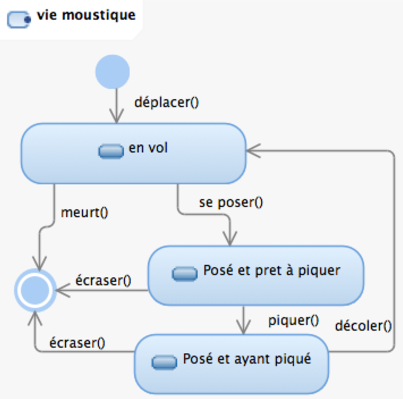 vie moustique
déplacer()
en vol
se poser()
meurt()
Posé et pret à piquer
écraser()
piquer()
décoler()
écraser()
Posé et ayant piqué